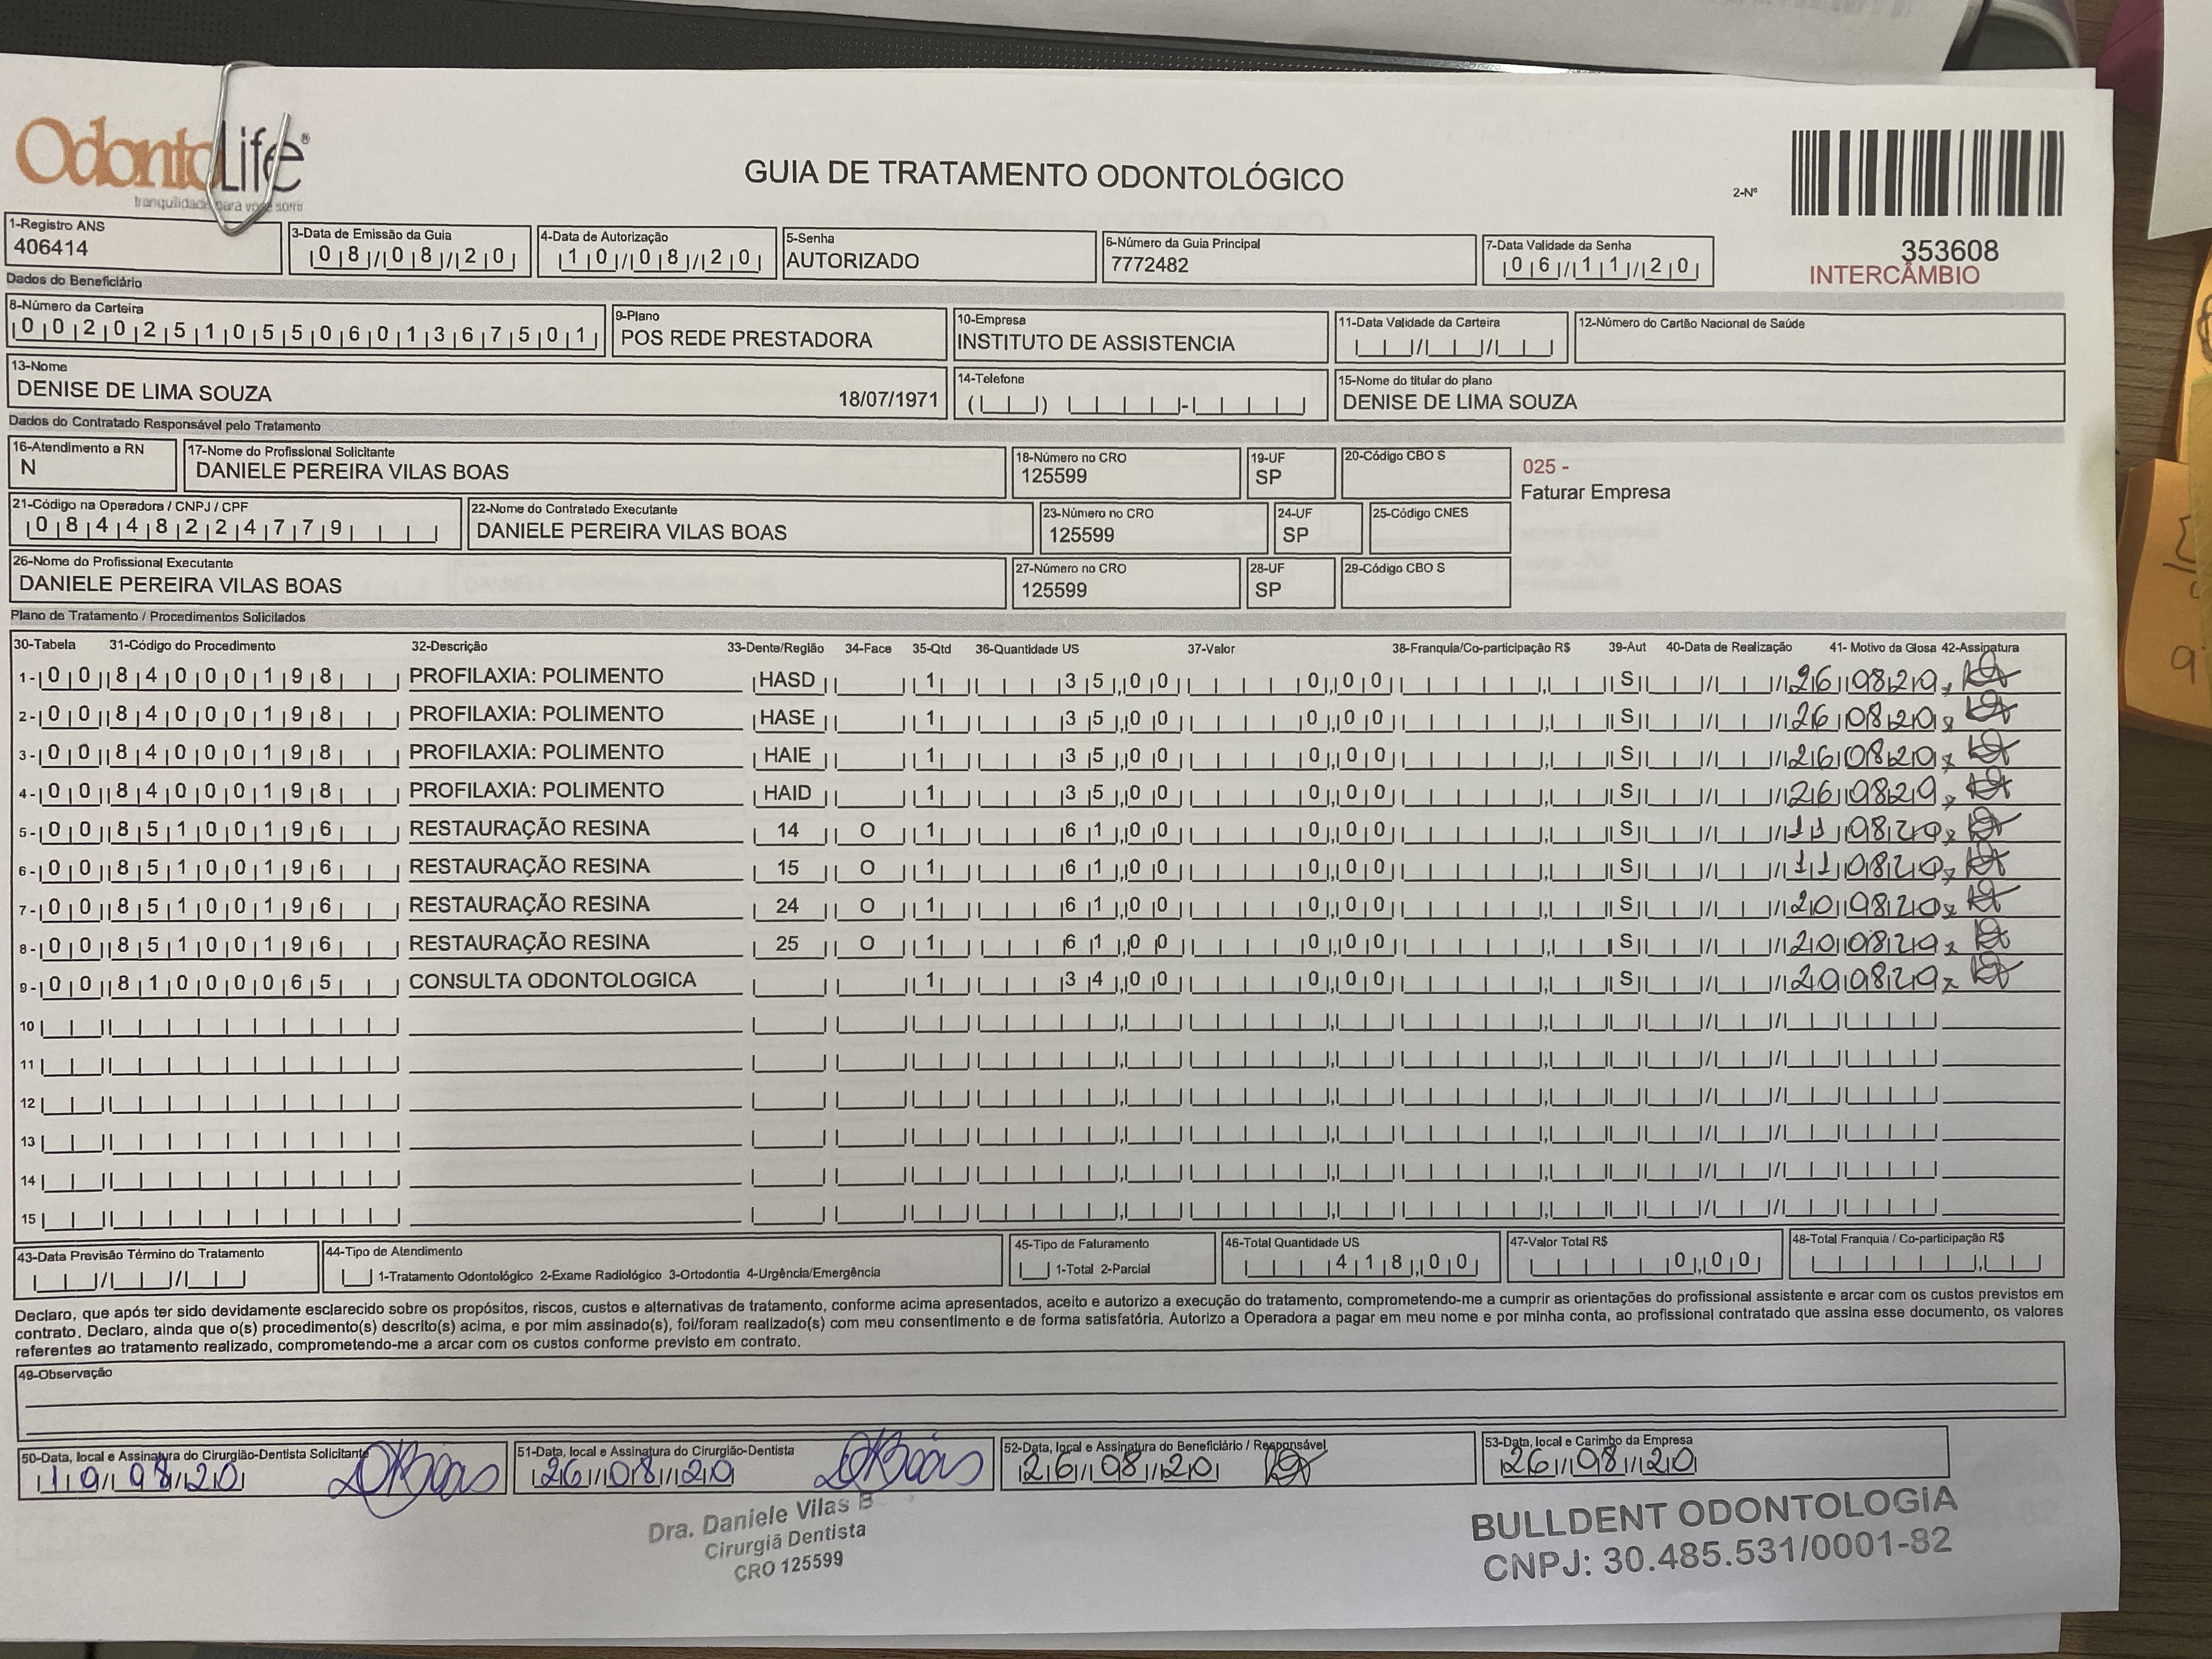 OdontoLife®
tranquilidade para você sorrir
GUIA DE TRATAMENTO ODONTOLÓGICO
2-Nº
353608
INTERCÂMBIO
1-Registro ANS
406414
3-Data de Emissão da Guia
08/08/20
4-Data de Autorização
10/08/20
5-Senha
AUTORIZADO
6-Número da Guia Principal
7772482
7-Data Validade da Senha
06/11/20
Dados do Beneficiário
8-Número da Carteira
00202510550601367501
9-Plano
POS REDE PRESTADORA
10-Empresa
INSTITUTO DE ASSISTENCIA
11-Data Validade da Carteira
12-Número do Cartão Nacional de Saúde
13-Nome
DENISE DE LIMA SOUZA 18/07/1971
14-Telefone
15-Nome do titular do plano
DENISE DE LIMA SOUZA
Dados do Contratado Responsável pelo Tratamento
16-Atendimento a RN
N
17-Nome do Profissional Solicitante
DANIELE PEREIRA VILAS BOAS
18-Número no CRO
125599
19-UF
SP
20-Código CBO S
025 -
Faturar Empresa
21-Código na Operadora / CNPJ / CPF
08448224779
22-Nome do Contratado Executante
DANIELE PEREIRA VILAS BOAS
23-Número no CRO
125599
24-UF
SP
25-Código CNES
26-Nome do Profissional Executante
DANIELE PEREIRA VILAS BOAS
27-Número no CRO
125599
28-UF
SP
29-Código CBO S
Plano de Tratamento / Procedimentos Solicitados
30-Tabela 31-Código do Procedimento 32-Descrição 33-Dente/Região 34-Face 35-Qtd 36-Quantidade US 37-Valor 38-Franquia/Co-participação R$ 39-Aut 40-Data de Realização 41- Motivo da Glosa 42-Assinatura
1- 00 84000198 PROFILAXIA: POLIMENTO HASD 1 35,00 0,00 S 26 08 20
2- 00 84000198 PROFILAXIA: POLIMENTO HASE 1 35,00 0,00 S 26 08 20
3- 00 84000198 PROFILAXIA: POLIMENTO HAIE 1 35,00 0,00 S 26 08 20
4- 00 84000198 PROFILAXIA: POLIMENTO HAID 1 35,00 0,00 S 26 08 20
5- 00 85100196 RESTAURAÇÃO RESINA 14 O 1 61,00 0,00 S 11 08 20
6- 00 85100196 RESTAURAÇÃO RESINA 15 O 1 61,00 0,00 S 11 08 20
7- 00 85100196 RESTAURAÇÃO RESINA 24 O 1 61,00 0,00 S 20 08 20
8- 00 85100196 RESTAURAÇÃO RESINA 25 O 1 61,00 0,00 S 20 08 20
9- 00 81000065 CONSULTA ODONTOLOGICA 1 34,00 0,00 S 20 08 20
10
11
12
13
14
15
43-Data Previsão Término do Tratamento
44-Tipo de Atendimento
1-Tratamento Odontológico 2-Exame Radiológico 3-Ortodontia 4-Urgência/Emergência
45-Tipo de Faturamento
1-Total 2-Parcial
46-Total Quantidade US
418,00
47-Valor Total R$
0,00
48-Total Franquia / Co-participação R$
Declaro, que após ter sido devidamente esclarecido sobre os propósitos, riscos, custos e alternativas de tratamento, conforme acima apresentados, aceito e autorizo a execução do tratamento, comprometendo-me a cumprir as orientações do profissional assistente e arcar com os custos previstos em
contrato. Declaro, ainda que o(s) procedimento(s) descrito(s) acima, e por mim assinado(s), foi/foram realizado(s) com meu consentimento e de forma satisfatória. Autorizo a Operadora a pagar em meu nome e por minha conta, ao profissional contratado que assina esse documento, os valores
referentes ao tratamento realizado, comprometendo-me a arcar com os custos conforme previsto em contrato.
49-Observação
50-Data, local e Assinatura do Cirurgião-Dentista Solicitante
08/20
51-Data, local e Assinatura do Cirurgião-Dentista
26/08/20
52-Data, local e Assinatura do Beneficiário / Responsável
26/08/20
53-Data, local e Carimbo da Empresa
26/08/20
Dra. Daniele Vilas B
Cirurgiã Dentista
CRO 125599
BULLDENT ODONTOLOGIA
CNPJ: 30.485.531/0001-82